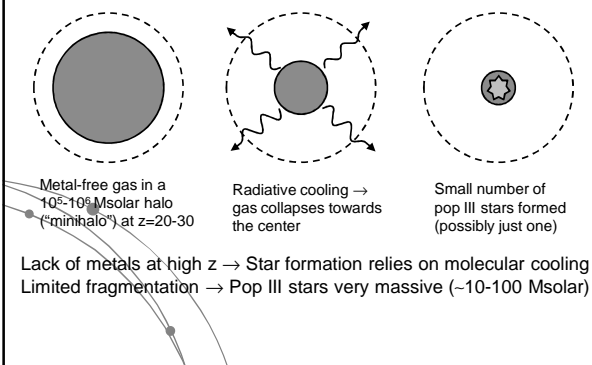 Metal-free gas in a
10⁵-10⁶ Msolar halo
("minihalo") at z=20-30
Radiative cooling →
gas collapses towards
the center
Small number of
pop III stars formed
(possibly just one)
Lack of metals at high z → Star formation relies on molecular cooling
Limited fragmentation → Pop III stars very massive (~10-100 Msolar)